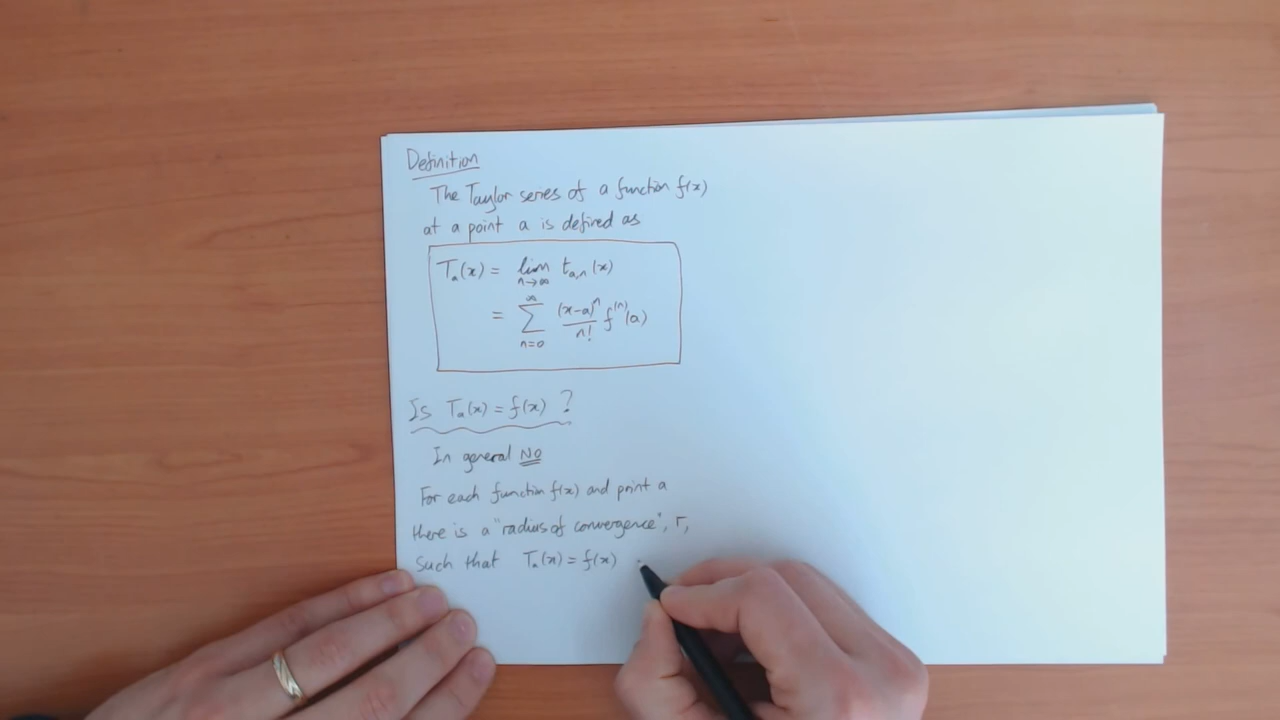 Definition
The Taylor series of a function f(x)
at a point a is defined as
Tₐ(x) = lim n→∞ tₐ,ₙ(x)
= ∑ n=0 ∞ (x-a)ⁿ/n! f⁽ⁿ⁾(a)
Is Tₐ(x) = f(x) ?
In general NO
For each function f(x) and print a
there is a "radius of convergence", r,
such that Tₐ(x) = f(x)